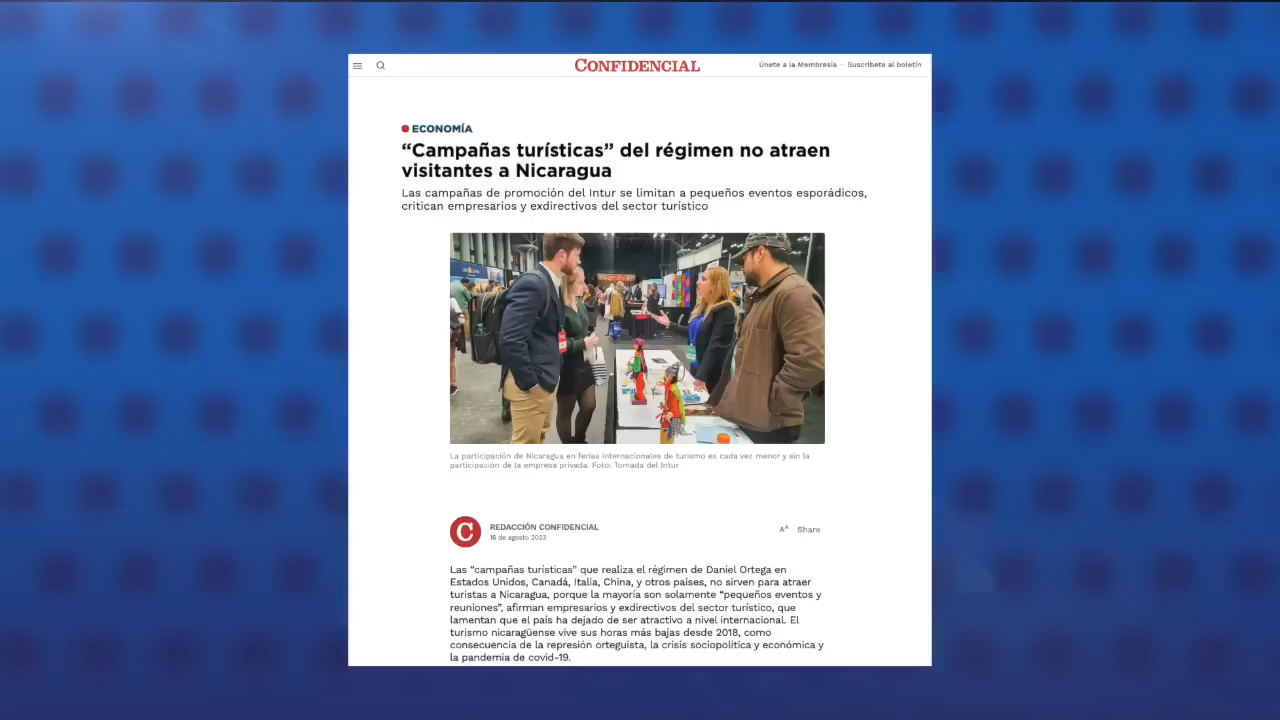 CONFIDENCIAL
Únete a la Membresía · Suscríbete al boletín
ECONOMÍA
“Campañas turísticas” del régimen no atraen
visitantes a Nicaragua
Las campañas de promoción del Intur se limitan a pequeños eventos esporádicos,
critican empresarios y exdirectivos del sector turístico
La participación de Nicaragua en ferias internacionales de turismo es cada vez menor y sin la
participación de la empresa privada. Foto: Tomada del Intur
C
REDACCIÓN CONFIDENCIAL
16 de agosto 2023
AA Share
Las “campañas turísticas” que realiza el régimen de Daniel Ortega en
Estados Unidos, Canadá, Italia, China, y otros países, no sirven para atraer
turistas a Nicaragua, porque la mayoría son solamente “pequeños eventos y
reuniones”, afirman empresarios y exdirectivos del sector turístico, que
lamentan que el país ha dejado de ser atractivo a nivel internacional. El
turismo nicaragüense vive sus horas más bajas desde 2018, como
consecuencia de la represión orteguista, la crisis sociopolítica y económica y
la pandemia de covid-19.